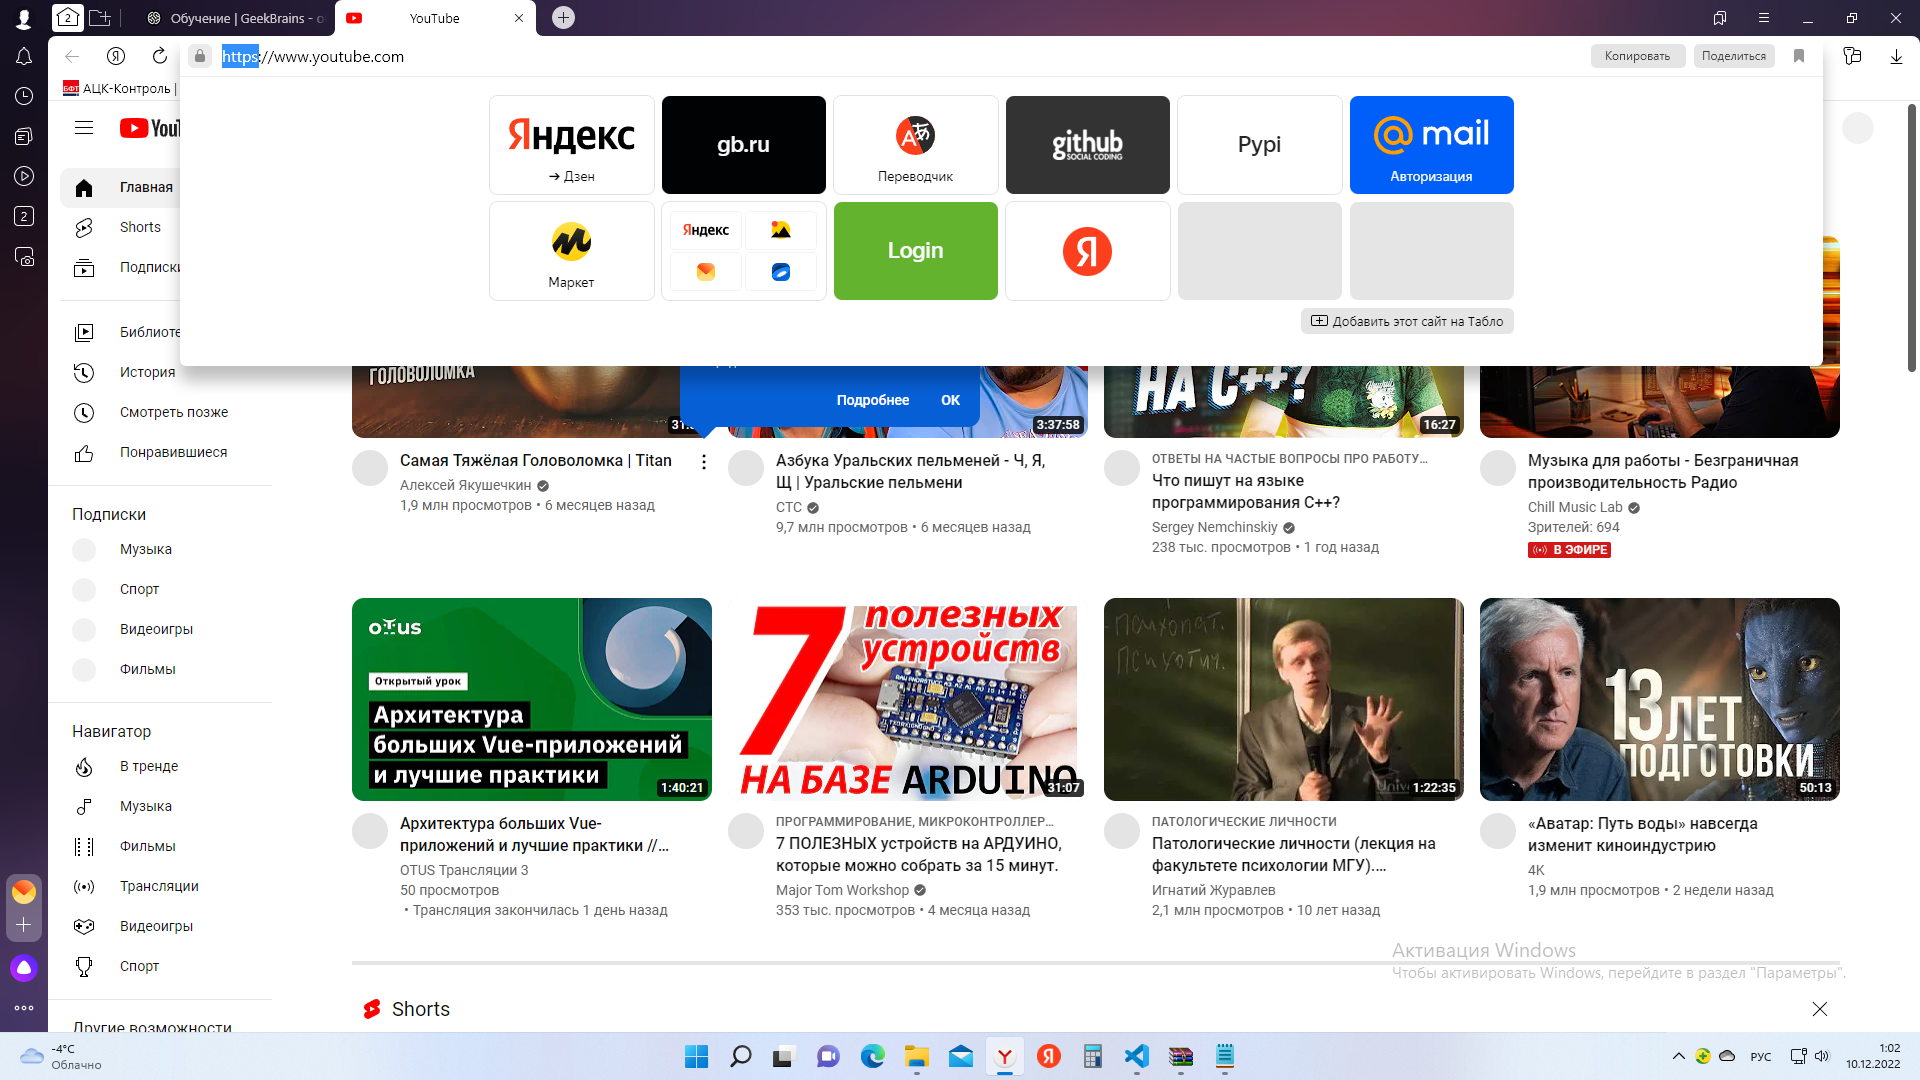 Обучение | GeekBrains - о
YouTube
https://www.youtube.com
Копировать
Поделиться
БФТ АЦК-Контроль |
Яндекс
➔ Дзен
gb.ru
Переводчик
github
SOCIAL CODING
Pypi
@mail
Авторизация
Маркет
Яндекс
Login
Я
Добавить этот сайт на Табло
2
2
YouT
Главная
Shorts
Подписки
Библиоте
История
Смотреть позже
Понравившиеся
Подписки
Музыка
Спорт
Видеоигры
Фильмы
Навигатор
В тренде
Музыка
Фильмы
Трансляции
Видеоигры
Спорт
Другие возможности
ГОЛОВОЛОМКА
Подробнее
ОК
3:37:58
НА C++?
16:27
Самая Тяжёлая Головоломка | Titan
Алексей Якушечкин
1,9 млн просмотров • 6 месяцев назад
Азбука Уральских пельменей - Ч, Я,
Щ | Уральские пельмени
СТС
9,7 млн просмотров • 6 месяцев назад
ОТВЕТЫ НА ЧАСТЫЕ ВОПРОСЫ ПРО РАБОТУ...
Что пишут на языке
программирования С++?
Sergey Nemchinskiy
238 тыс. просмотров • 1 год назад
Музыка для работы - Безграничная
производительность Радио
Chill Music Lab
Зрителей: 694
В ЭФИРЕ
OTUS
Открытый урок
Архитектура
больших Vue-приложений
и лучшие практики
1:40:21
7 полезных
устройств
НА БАЗЕ ARDUINO
31:07
Психопат.
Психотич.
1:22:35
13 ЛЕТ
ПОДГОТОВКИ
50:13
Архитектура больших Vue-
приложений и лучшие практики //...
OTUS Трансляции 3
50 просмотров
• Трансляция закончилась 1 день назад
ПРОГРАММИРОВАНИЕ, МИКРОКОНТРОЛЛЕР...
7 ПОЛЕЗНЫХ устройств на АРДУИНО,
которые можно собрать за 15 минут.
Major Tom Workshop
353 тыс. просмотров • 4 месяца назад
ПАТОЛОГИЧЕСКИЕ ЛИЧНОСТИ
Патологические личности (лекция на
факультете психологии МГУ)....
Игнатий Журавлев
2,1 млн просмотров • 10 лет назад
«Аватар: Путь воды» навсегда
изменит киноиндустрию
4K
1,9 млн просмотров • 2 недели назад
Активация Windows
Чтобы активировать Windows, перейдите в раздел "Параметры".
Shorts
-4°C
Облачно
РУС
1:02
10.12.2022